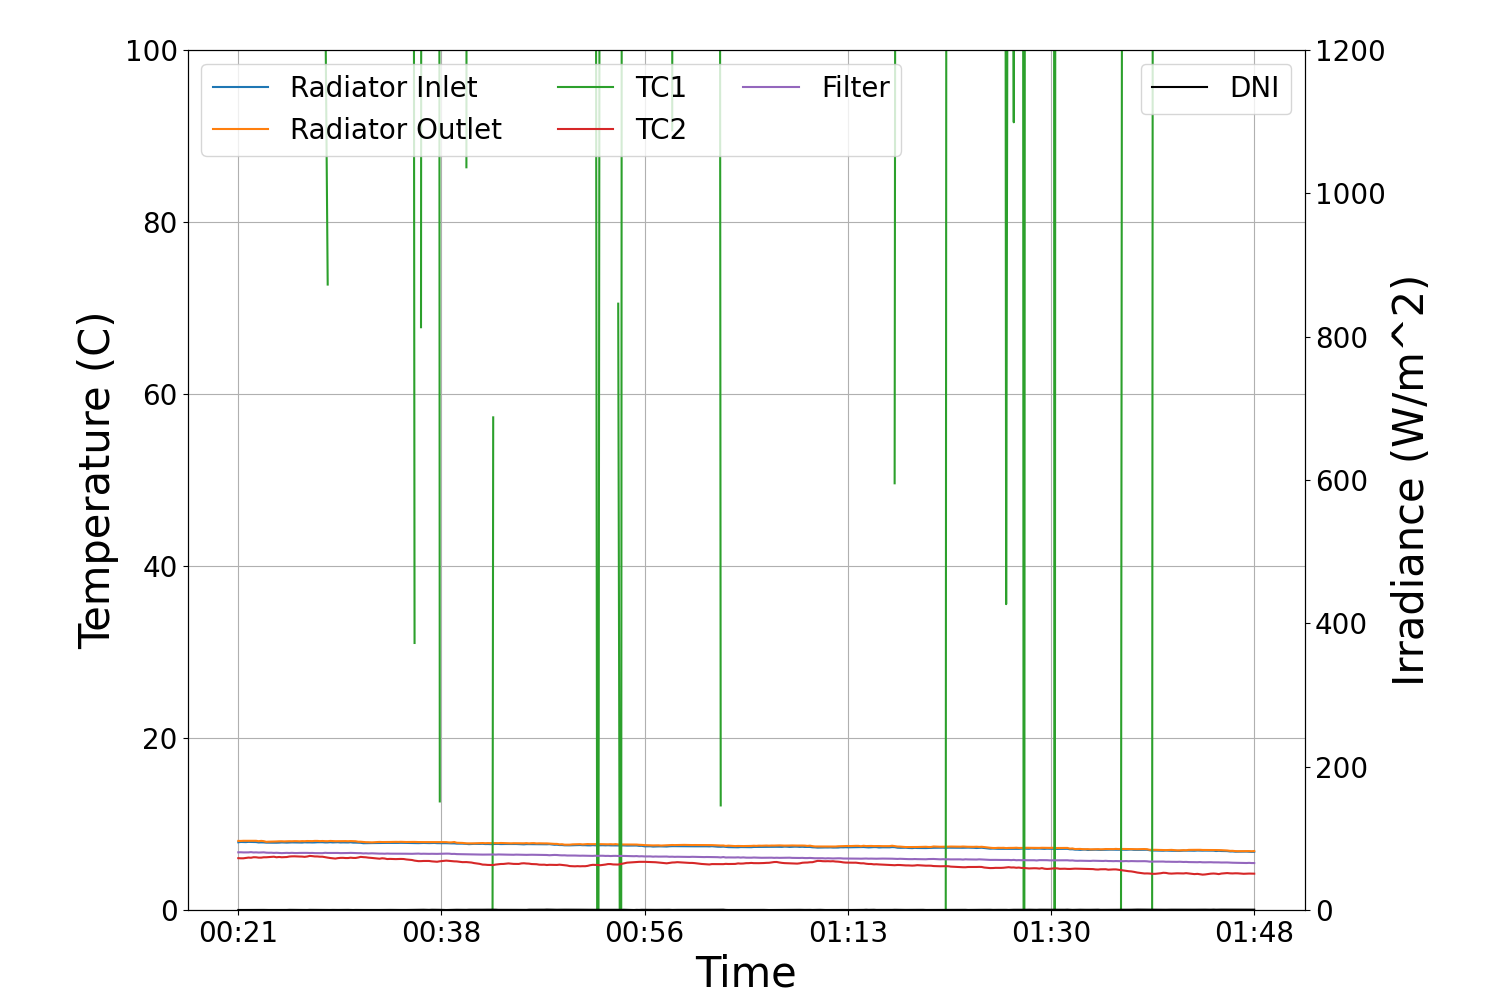 100
80
60
40
20
0
Temperature (C)
Radiator Inlet
Radiator Outlet
TC1
TC2
Filter
DNI
1200
1000
800
600
400
200
0
Irradiance (W/m^2)
00:21
00:38
00:56
01:13
01:30
01:48
Time